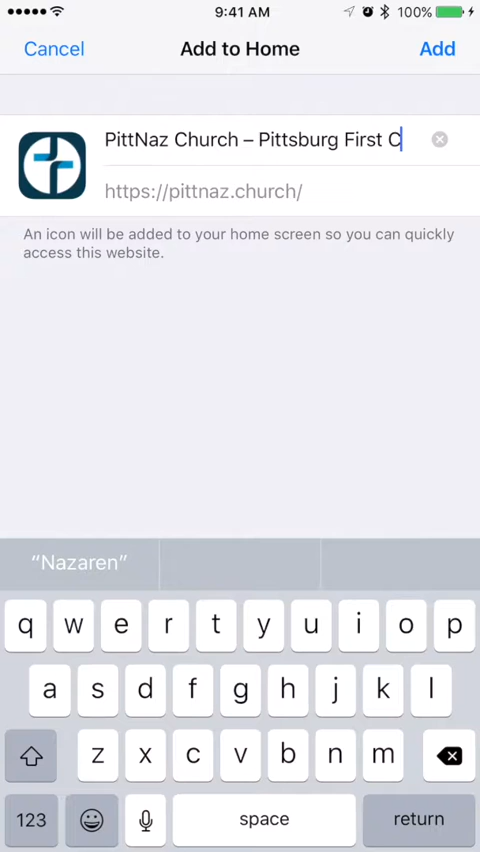 9:41 AM 100%
Cancel Add to Home Add
PittNaz Church – Pittsburg First C
https://pittnaz.church/
An icon will be added to your home screen so you can quickly
access this website.
“Nazaren”
q w e r t y u i o p
a s d f g h j k l
z x c v b n m
123 space return